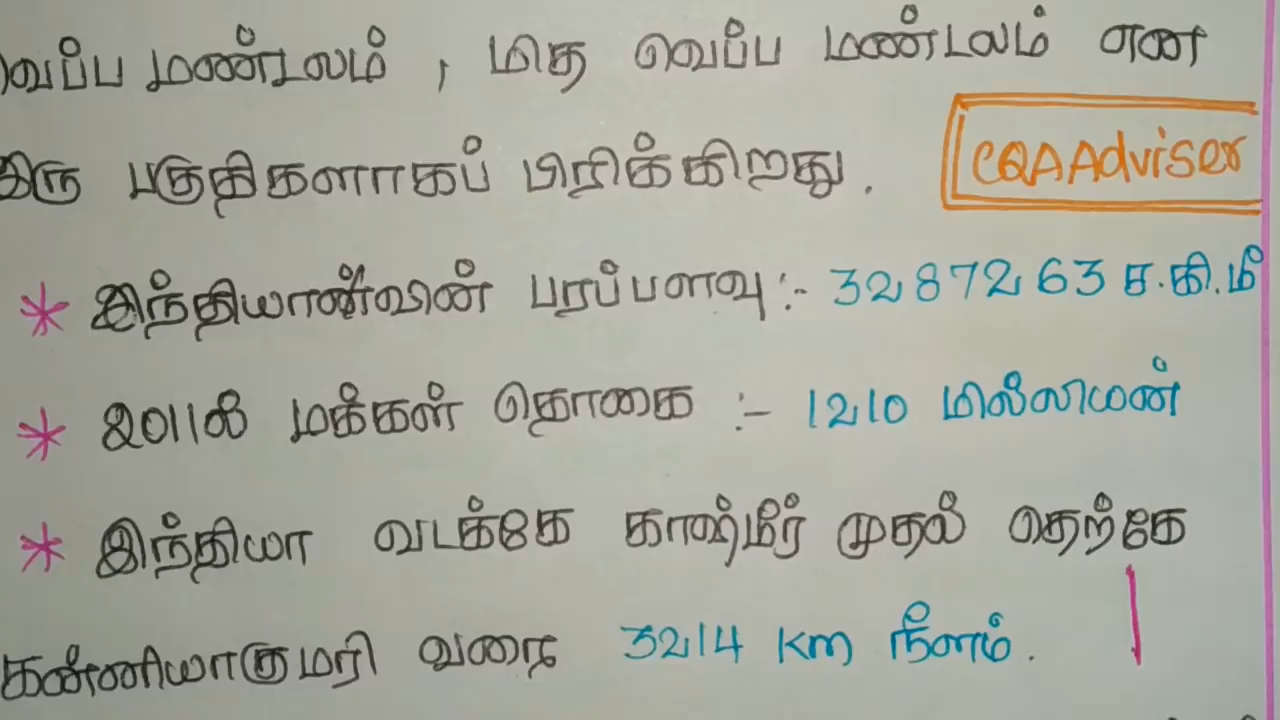 வெப்ப மண்டலம் , மித வெப்ப மண்டலம் என
இரு பகுதிகளாகப் பிரிக்கிறது .
CQAAdviser
* இந்தியாவின் பரப்பளவு :- 3287263 ச.கி.மீ
* 2011ல் மக்கள் தொகை :- 1210 மில்லியன்
* இந்தியா வடக்கே காஷ்மீர் முதல் தெற்கே
கன்னியாகுமரி வரை 3214 km நீளம் .